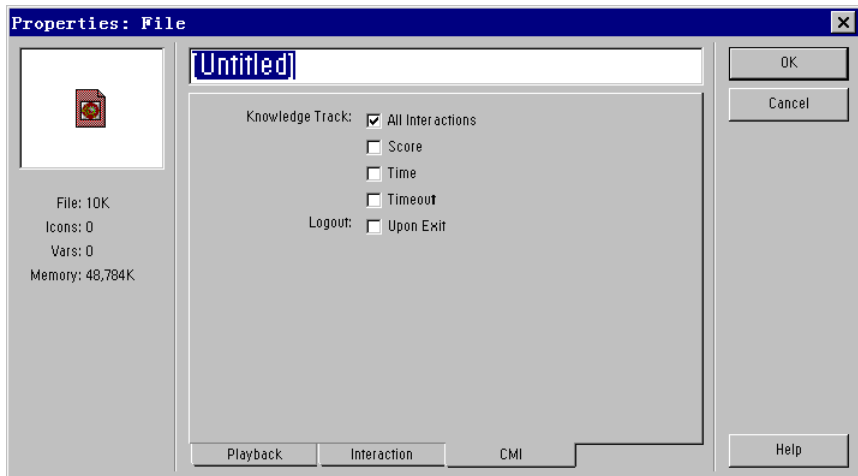 Properties: File
[Untitled]
OK
Cancel
Knowledge Track:
All Interactions
Score
Time
Timeout
Logout:
Upon Exit
File: 10K
Icons: 0
Vars: 0
Memory: 48,784K
Playback
Interaction
CMI
Help